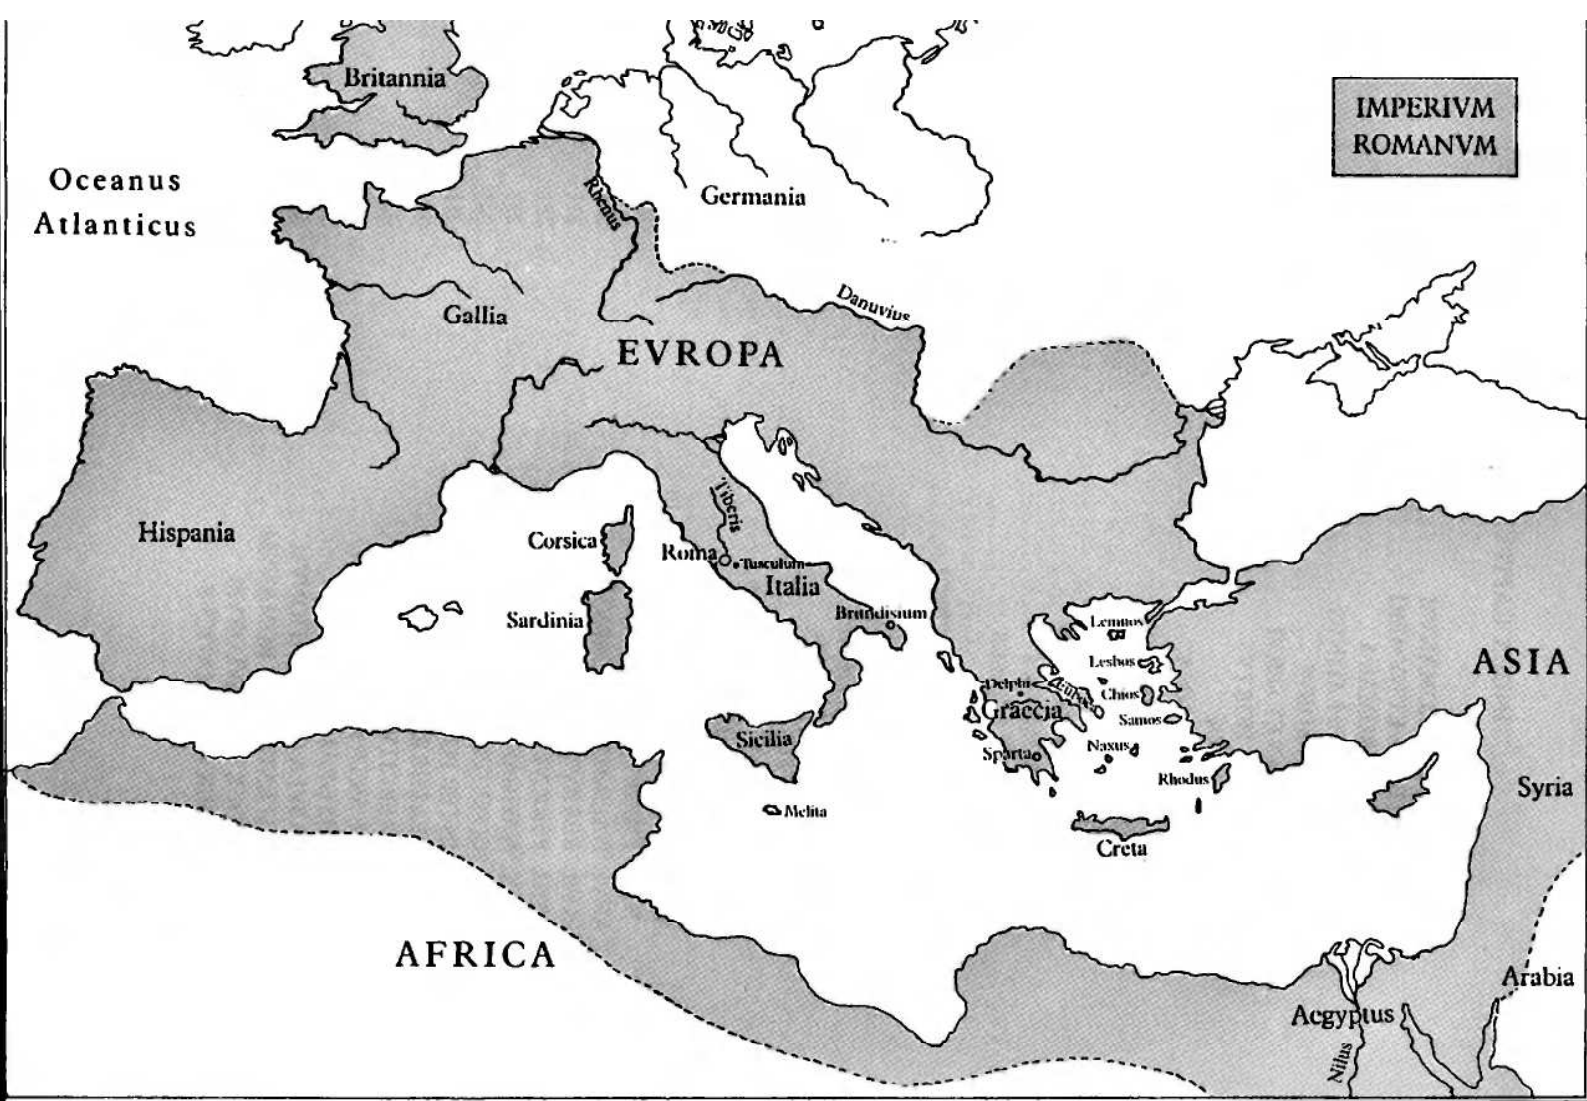 Britannia
IMPERIVM
ROMANVM
Oceanus
Atlanticus
Rhenus
Germania
Danuvius
Gallia
EVROPA
Hispania
Tiberis
Corsica
Roma
Tusculum
Italia
Sardinia
Brundisium
Lemnos
Lesbos
ASIA
Delphi
Euboea
Chios
Graecia
Samos
Sicilia
Sparta
Naxus
Rhodus
Syria
Melita
Creta
AFRICA
Arabia
Aegyptus
Nilus